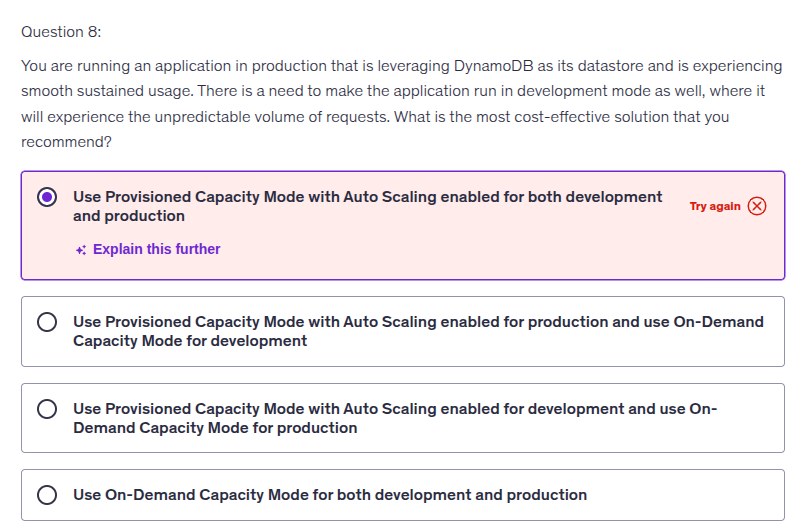 Question 8:
You are running an application in production that is leveraging DynamoDB as its datastore and is experiencing
smooth sustained usage. There is a need to make the application run in development mode as well, where it
will experience the unpredictable volume of requests. What is the most cost-effective solution that you
recommend?
Use Provisioned Capacity Mode with Auto Scaling enabled for both development
and production
Try again
Explain this further
Use Provisioned Capacity Mode with Auto Scaling enabled for production and use On-Demand
Capacity Mode for development
Use Provisioned Capacity Mode with Auto Scaling enabled for development and use On-
Demand Capacity Mode for production
Use On-Demand Capacity Mode for both development and production